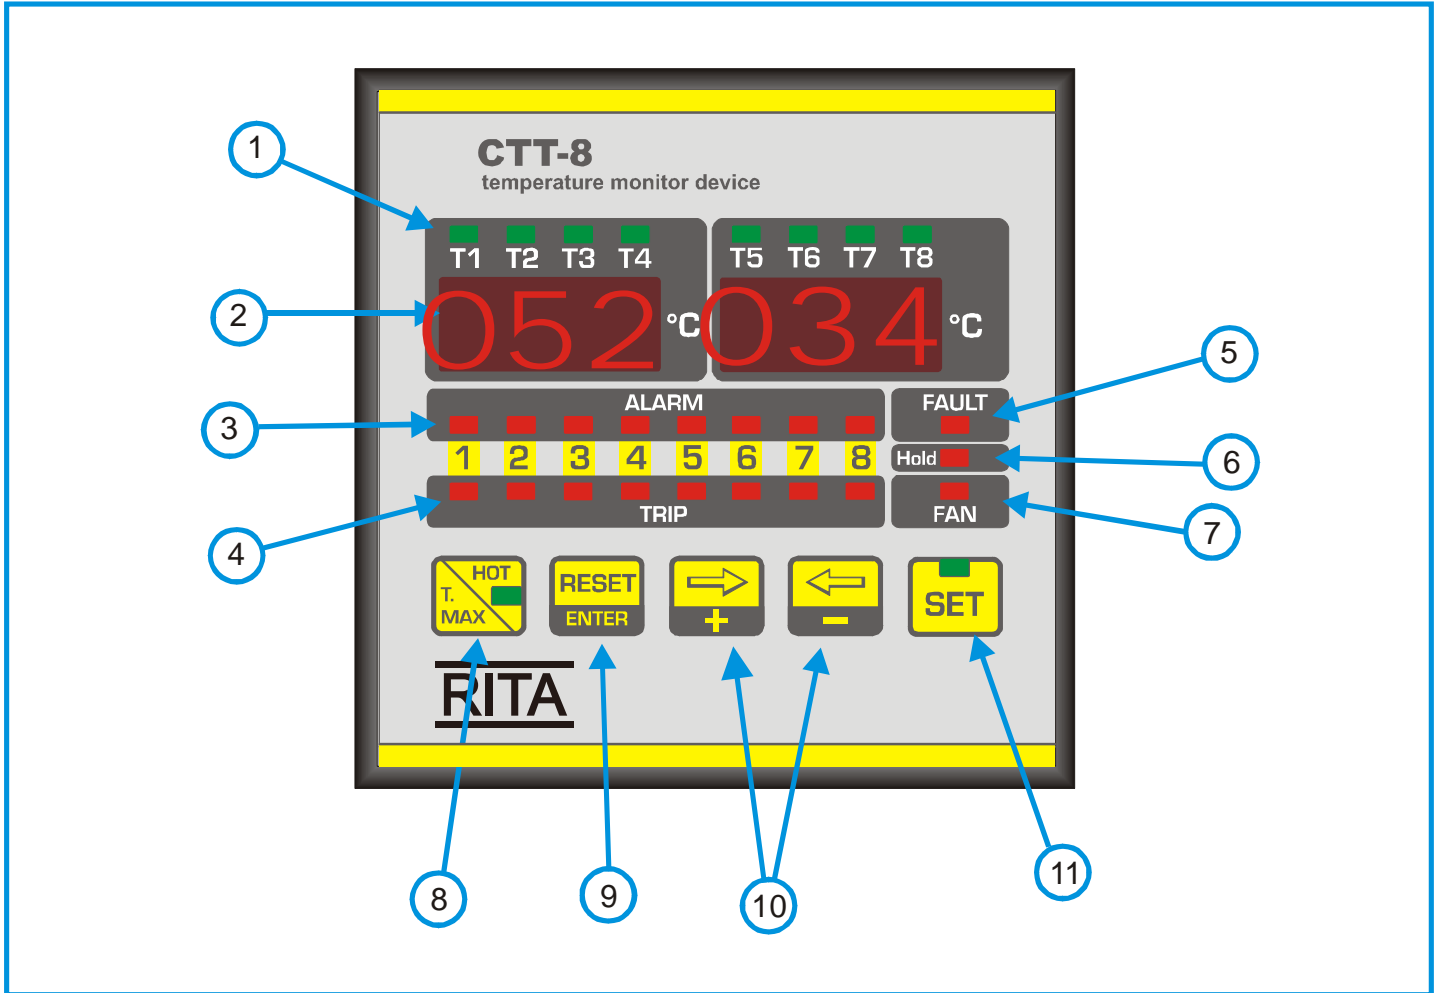 1
CTT-8
temperature monitor device
T1 T2 T3 T4 T5 T6 T7 T8
2
052 °C 034 °C
5
3
ALARM FAULT
1 2 3 4 5 6 7 8 Hold
6
TRIP FAN
7
4
HOT
T.
MAX
RESET
ENTER
+
−
SET
RITA
8
9
10
11